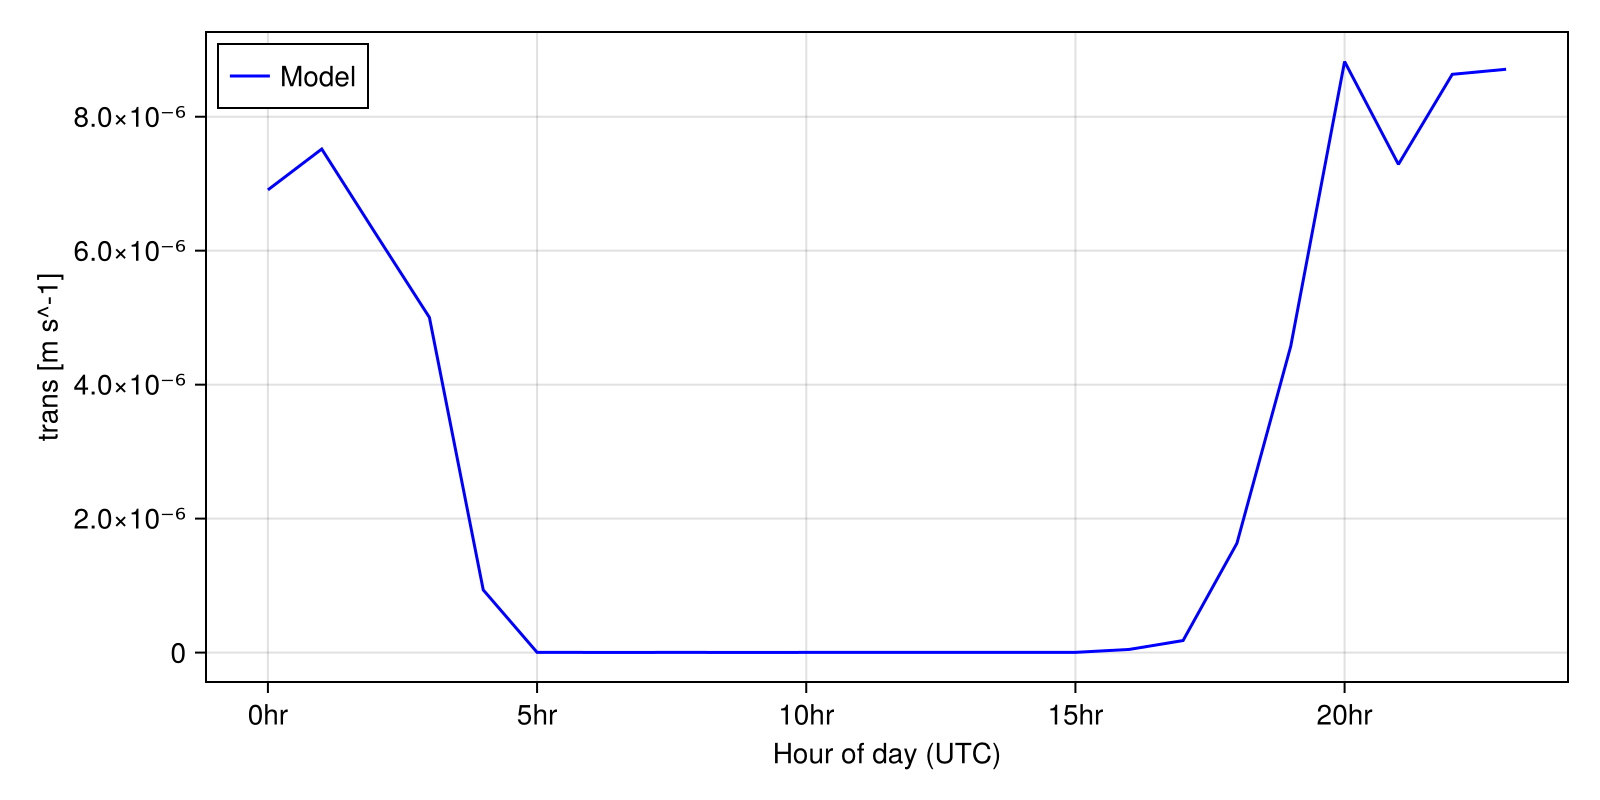 Model
8.0×10⁻⁶
6.0×10⁻⁶
4.0×10⁻⁶
2.0×10⁻⁶
0
trans [m s^-1]
0hr 5hr 10hr 15hr 20hr
Hour of day (UTC)